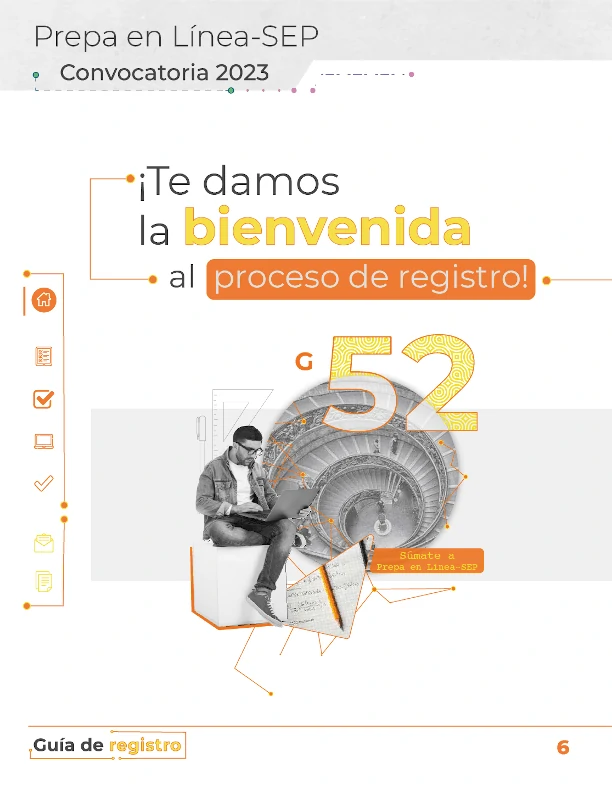 Prepa en Línea-SEP
Convocatoria 2023
¡Te damos
la bienvenida
al proceso de registro!
G 52
Súmate a
Prepa en Línea-SEP
Guía de registro
6